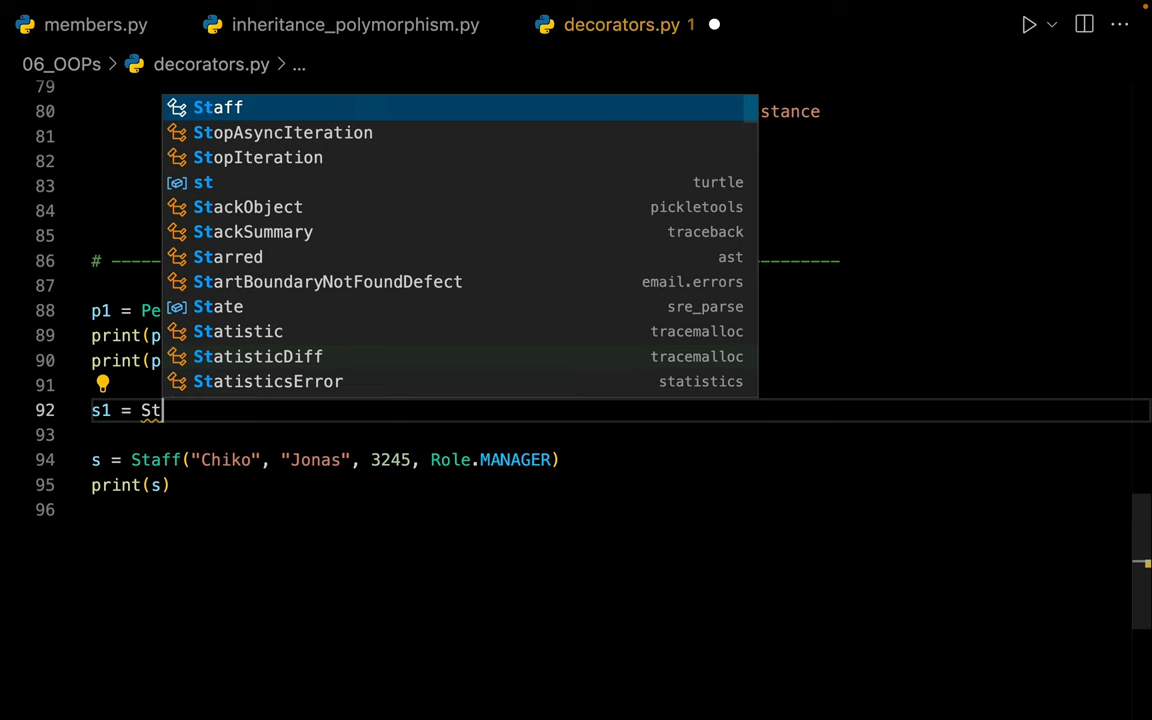 members.py inheritance_polymorphism.py decorators.py 1
06_OOPs > decorators.py > ...
79
80 stance
81
82
83
84
85
86 # ----- ---------
87
88 p1 = Pe
89 print(p
90 print(p
91
92 s1 = St
93
94 s = Staff("Chiko", "Jonas", 3245, Role.MANAGER)
95 print(s)
96
Staff
StopAsyncIteration
StopIteration
st turtle
StackObject pickletools
StackSummary traceback
Starred ast
StartBoundaryNotFoundDefect email.errors
State sre_parse
Statistic tracemalloc
StatisticDiff tracemalloc
StatisticsError statistics